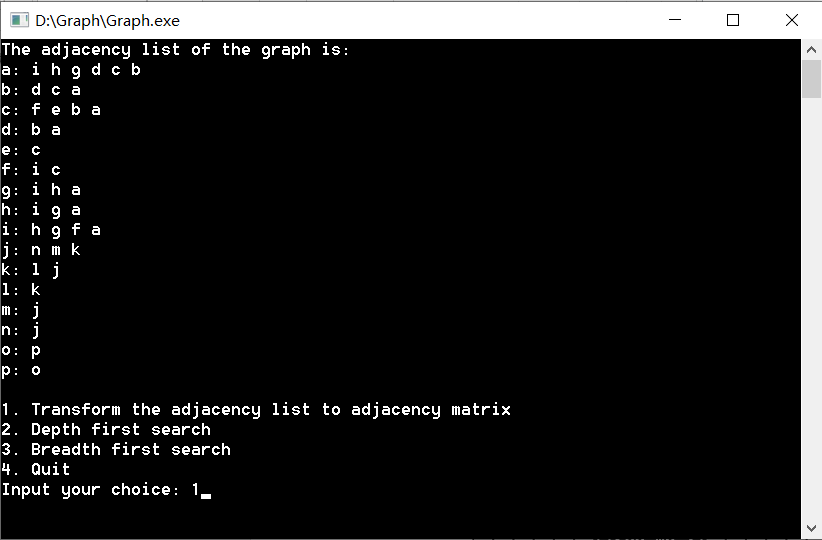 D:\Graph\Graph.exe
The adjacency list of the graph is:
a: i h g d c b
b: d c a
c: f e b a
d: b a
e: c
f: i c
g: i h a
h: i g a
i: h g f a
j: n m k
k: l j
l: k
m: j
n: j
o: p
p: o
1. Transform the adjacency list to adjacency matrix
2. Depth first search
3. Breadth first search
4. Quit
Input your choice: 1